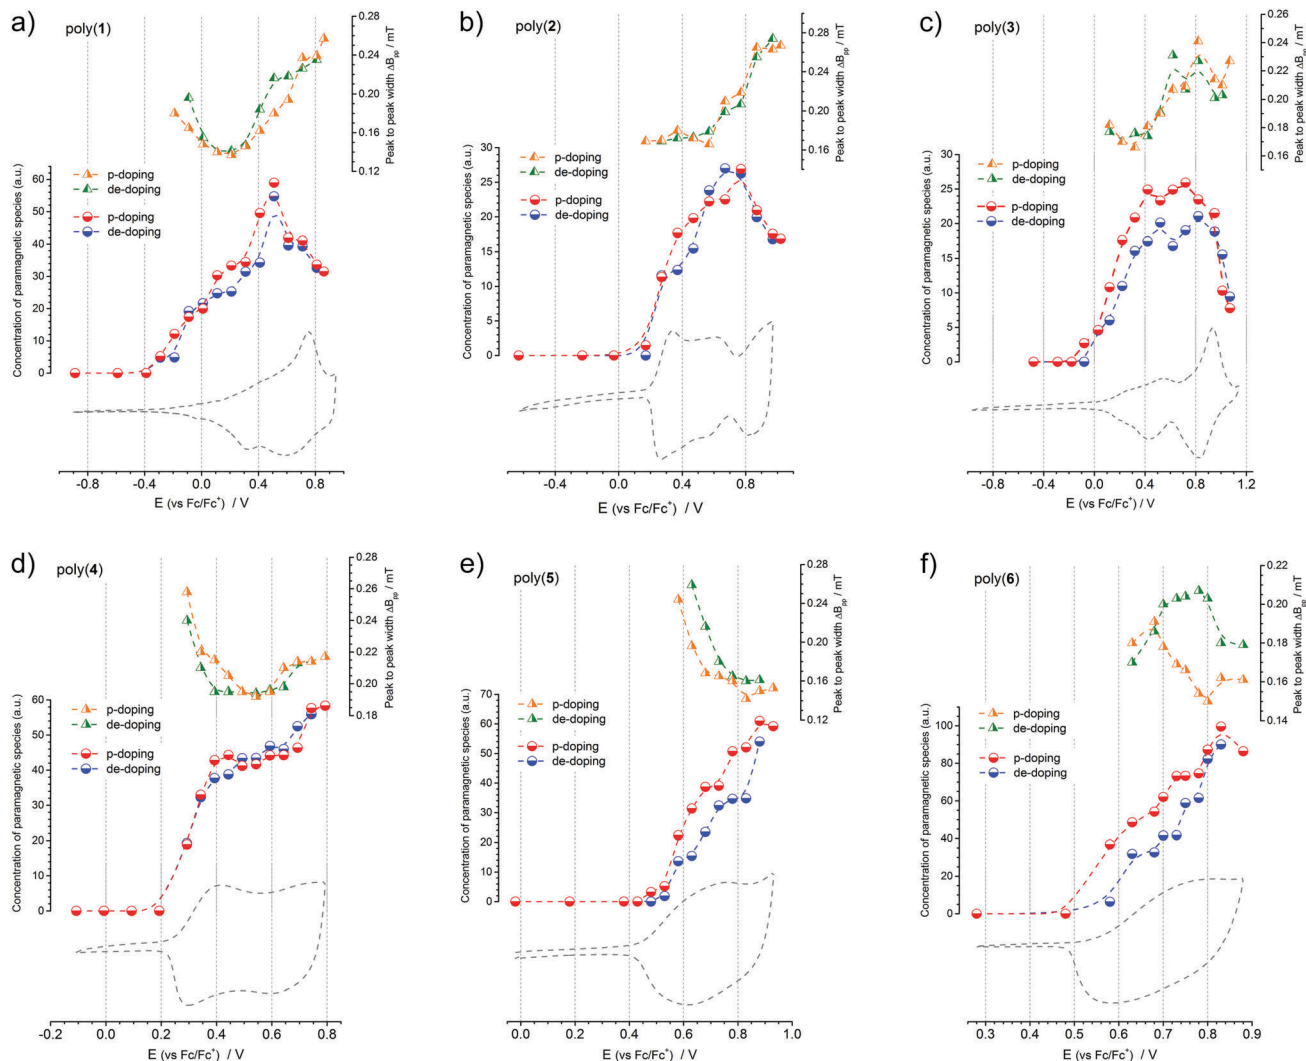 a)
poly(1)
0.28
0.24
0.20
0.16
0.12
Peak to peak width ΔBpp / mT
p-doping
de-doping
p-doping
de-doping
Concentration of paramagnetic species (a.u.)
60
50
40
30
20
10
0
-0.8
-0.4
0.0
0.4
0.8
E (vs Fc/Fc+) / V
b)
poly(2)
0.28
0.24
0.20
0.16
Peak to peak width ΔBpp / mT
p-doping
de-doping
p-doping
de-doping
Concentration of paramagnetic species (a.u.)
30
25
20
15
10
5
0
-0.4
0.0
0.4
0.8
E (vs Fc/Fc+) / V
c)
poly(3)
0.26
0.24
0.22
0.20
0.18
0.16
Peak to peak width ΔBpp / mT
p-doping
de-doping
p-doping
de-doping
Concentration of paramagnetic species (a.u.)
30
25
20
15
10
5
0
-0.8
-0.4
0.0
0.4
0.8
1.2
E (vs Fc/Fc+) / V
d)
poly(4)
0.28
0.26
0.24
0.22
0.20
0.18
Peak to peak width ΔBpp / mT
p-doping
de-doping
p-doping
de-doping
Concentration of paramagnetic species (a.u.)
60
50
40
30
20
10
0
-0.2
0.0
0.2
0.4
0.6
0.8
E (vs Fc/Fc+) / V
e)
poly(5)
0.28
0.24
0.20
0.16
0.12
Peak to peak width ΔBpp / mT
p-doping
de-doping
p-doping
de-doping
Concentration of paramagnetic species (a.u.)
70
60
50
40
30
20
10
0
0.0
0.2
0.4
0.6
0.8
1.0
E (vs Fc/Fc+) / V
f)
poly(6)
0.22
0.20
0.18
0.16
0.14
Peak to peak width ΔBpp / mT
p-doping
de-doping
p-doping
de-doping
Concentration of paramagnetic species (a.u.)
100
80
60
40
20
0
0.3
0.4
0.5
0.6
0.7
0.8
0.9
E (vs Fc/Fc+) / V